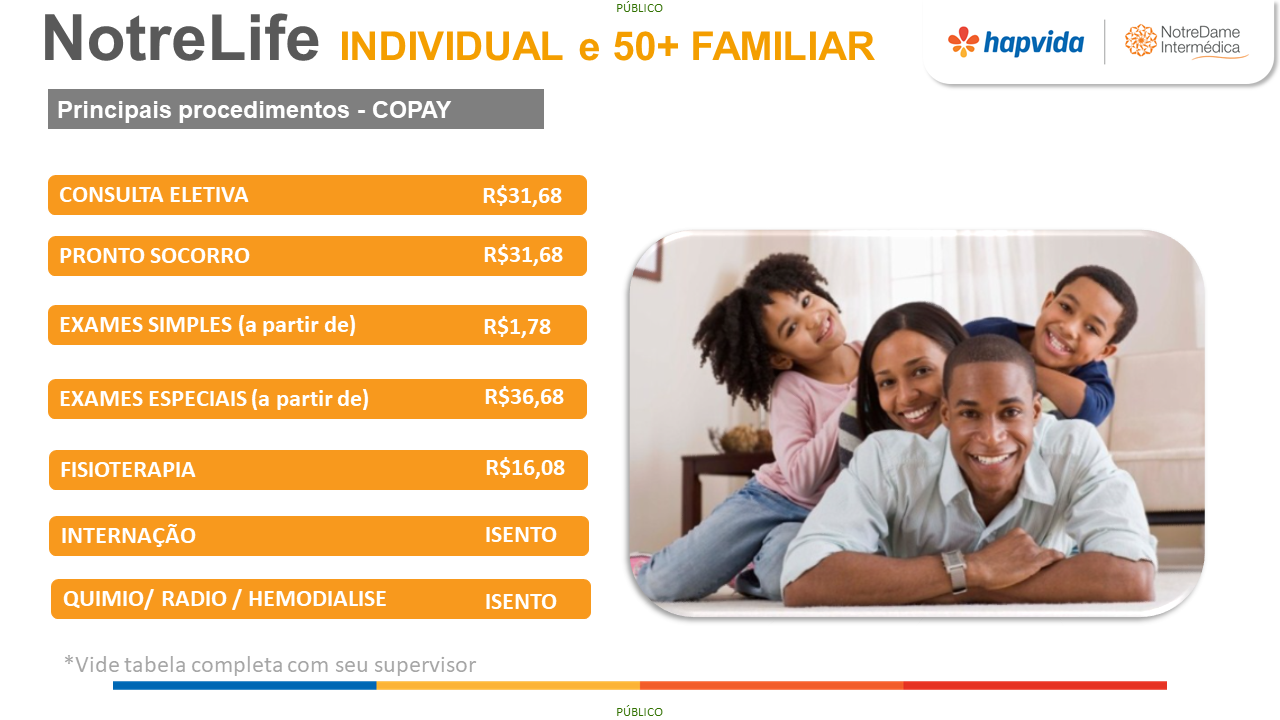 PÚBLICO
NotreLife INDIVIDUAL e 50+ FAMILIAR
hapvida
NotreDame
Intermédica
Principais procedimentos - COPAY
CONSULTA ELETIVA R$31,68
PRONTO SOCORRO R$31,68
EXAMES SIMPLES (a partir de) R$1,78
EXAMES ESPECIAIS (a partir de) R$36,68
FISIOTERAPIA R$16,08
INTERNAÇÃO ISENTO
QUIMIO/ RADIO / HEMODIALISE ISENTO
*Vide tabela completa com seu supervisor
PÚBLICO